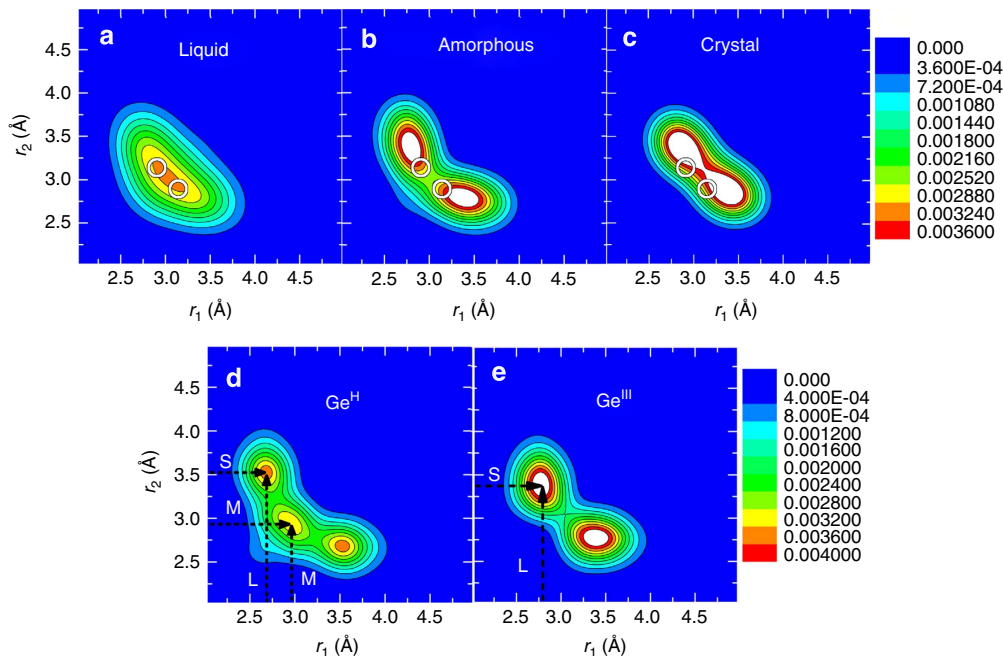 a
Liquid
b
Amorphous
c
Crystal
4.5
4.0
3.5
3.0
2.5
r2 (Å)
2.5 3.0 3.5 4.0 4.5
2.5 3.0 3.5 4.0 4.5
2.5 3.0 3.5 4.0 4.5
r1 (Å)
r1 (Å)
r1 (Å)
0.000
3.600E-04
7.200E-04
0.001080
0.001440
0.001800
0.002160
0.002520
0.002880
0.003240
0.003600
d
GeH
e
GeIII
4.5
4.0
3.5
3.0
2.5
r2 (Å)
S
M
L
M
S
L
2.5 3.0 3.5 4.0 4.5
2.5 3.0 3.5 4.0 4.5
r1 (Å)
r1 (Å)
0.000
4.000E-04
8.000E-04
0.001200
0.001600
0.002000
0.002400
0.002800
0.003200
0.003600
0.004000